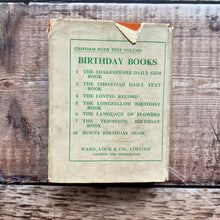 UNIFORM WITH THIS VOLUME
BIRTHDAY BOOKS
1 THE SHAKESPEARE DAILY GEM
BOOK
2 THE CHRISTIAN DAILY TEXT
BOOK
4 THE LOVING RECORD
5 THE LONGFELLOW BIRTHDAY
BOOK
6 THE LANGUAGE OF FLOWERS
7 THE TENNYSON BIRTHDAY
BOOK
10 BURNS BIRTHDAY BOOK
WARD, LOCK & CO., LIMITED
LONDON AND MELBOURNE